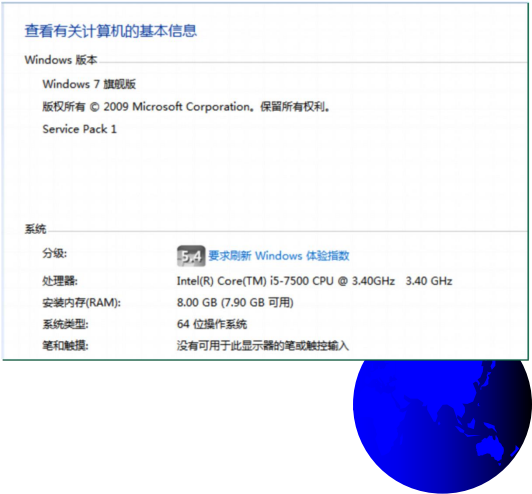 查看有关计算机的基本信息
Windows 版本
Windows 7 旗舰版
版权所有 © 2009 Microsoft Corporation。保留所有权利。
Service Pack 1
系统
分级: 5,4 要求刷新 Windows 体验指数
处理器: Intel(R) Core(TM) i5-7500 CPU @ 3.40GHz 3.40 GHz
安装内存(RAM): 8.00 GB (7.90 GB 可用)
系统类型: 64 位操作系统
笔和触摸: 没有可用于此显示器的笔或触控输入